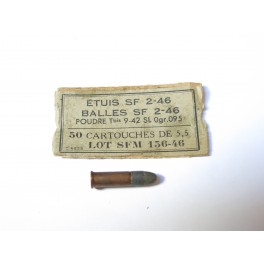 ETUIS SF 2-46
BALLES SF 2-46
POUDRE Tbis 9-42 SL 0gr.095
50 CARTOUCHES DE 5,5
LOT SFM 156-46